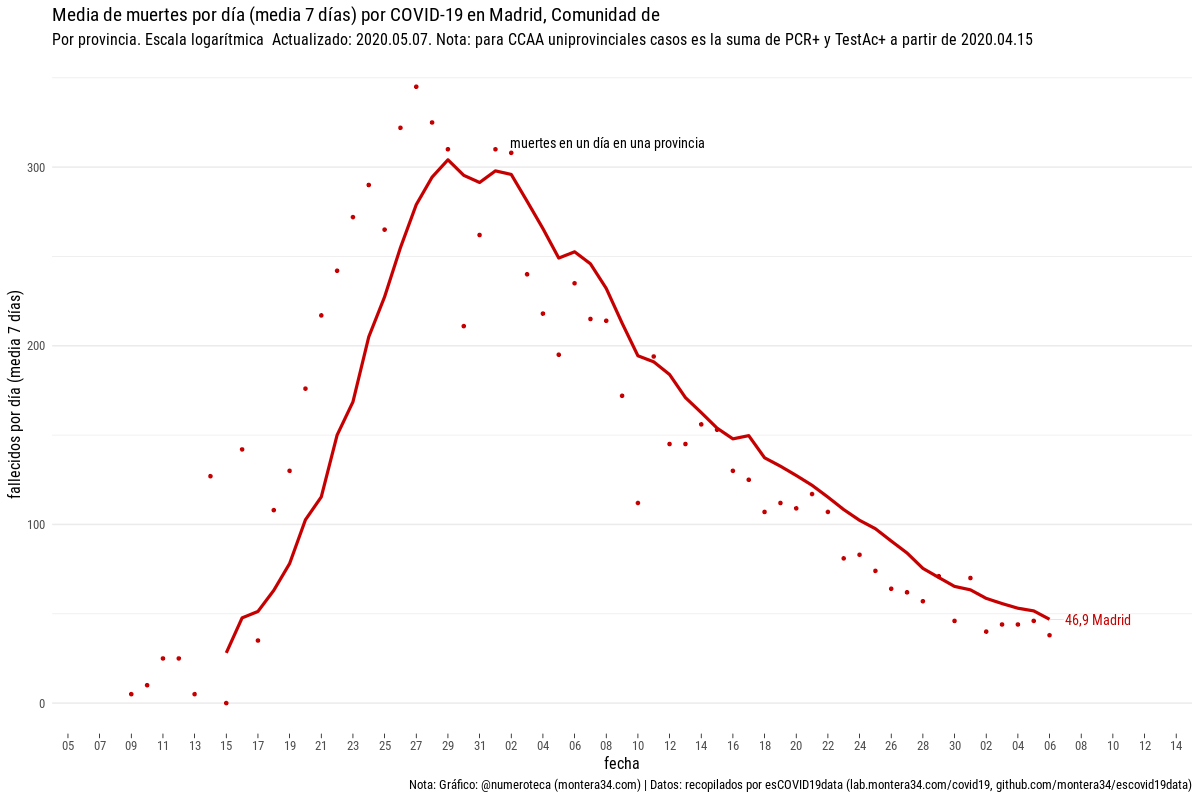 Media de muertes por día (media 7 días) por COVID-19 en Madrid, Comunidad de
Por provincia. Escala logarítmica  Actualizado: 2020.05.07. Nota: para CCAA uniprovinciales casos es la suma de PCR+ y TestAc+ a partir de 2020.04.15
muertes en un día en una provincia
300
200
100
0
fallecidos por día (media 7 días)
46,9 Madrid
05 07 09 11 13 15 17 19 21 23 25 27 29 31 02 04 06 08 10 12 14 16 18 20 22 24 26 28 30 02 04 06 08 10 12 14
fecha
Nota: Gráfico: @numeroteca (montera34.com) | Datos: recopilados por esCOVID19data (lab.montera34.com/covid19, github.com/montera34/escovid19data)